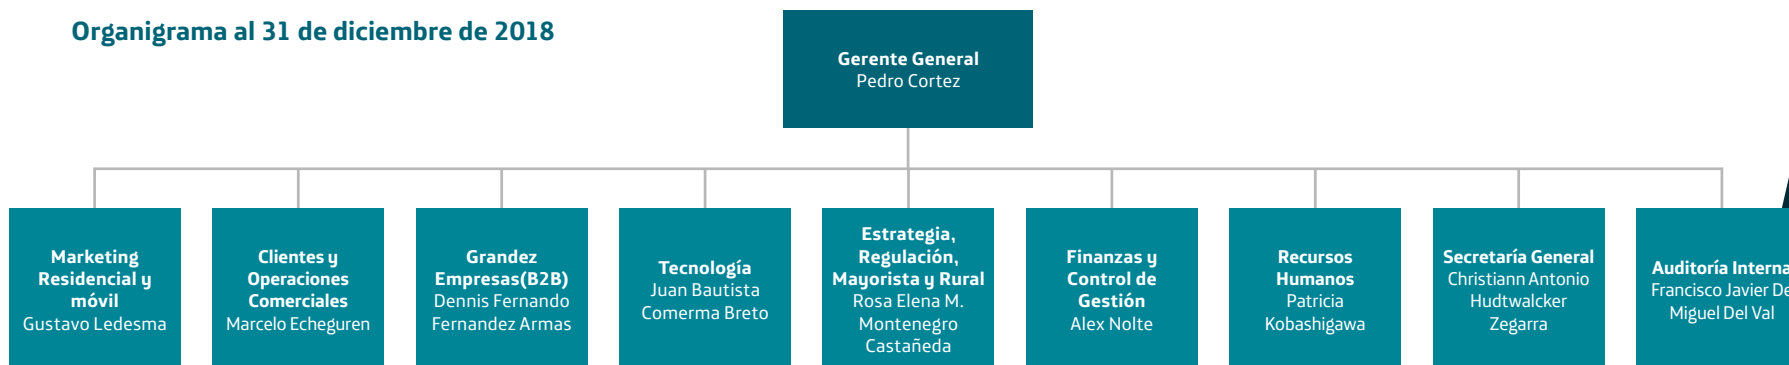 Organigrama al 31 de diciembre de 2018
Gerente General
Pedro Cortez
Marketing
Residencial y
móvil
Gustavo Ledesma
Clientes y
Operaciones
Comerciales
Marcelo Echeguren
Grandez
Empresas(B2B)
Dennis Fernando
Fernandez Armas
Tecnología
Juan Bautista
Comerma Breto
Estrategia,
Regulación,
Mayorista y Rural
Rosa Elena M.
Montenegro
Castañeda
Finanzas y
Control de
Gestión
Alex Nolte
Recursos
Humanos
Patricia
Kobashigawa
Secretaría General
Christiann Antonio
Hudtwalcker
Zegarra
Auditoría Interna
Francisco Javier De
Miguel Del Val